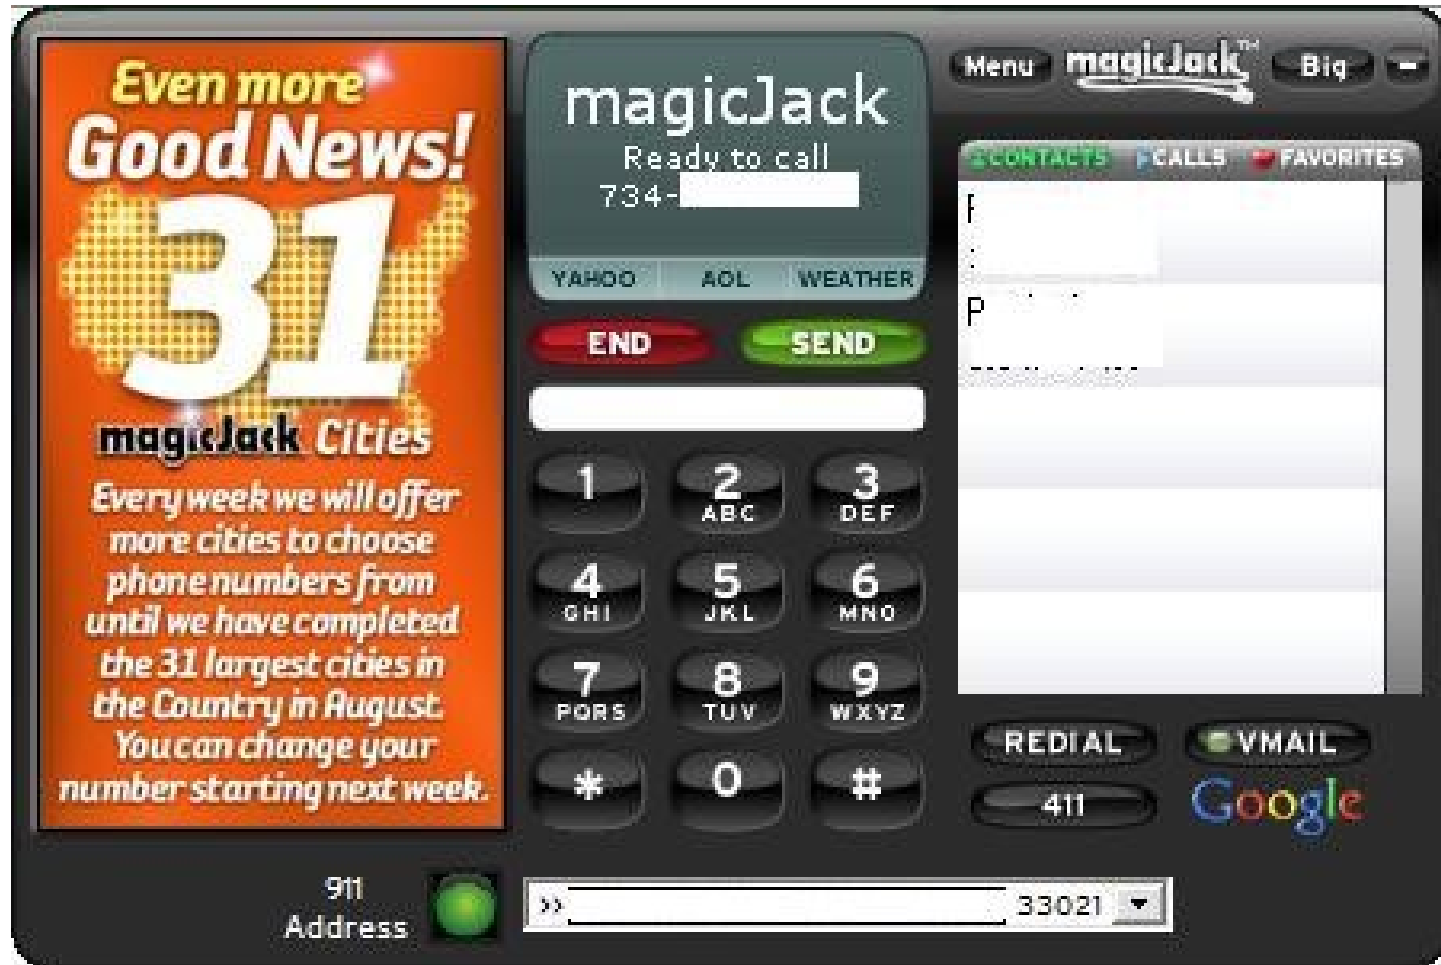 Even more
Good News!
31
magicJack Cities
Every week we will offer
more cities to choose
phone numbers from
until we have completed
the 31 largest cities in
the Country in August.
You can change your
number starting next week.
magicJack
Ready to call
734-
YAHOO AOL WEATHER
END SEND
1 2 3
ABC DEF
4 5 6
GHI JKL MNO
7 8 9
PQRS TUV WXYZ
* 0 #
Menu magicJack™ Big -
CONTACTS CALLS FAVORITES
P
REDIAL VMAIL
411 Google
911
Address
>> 33021